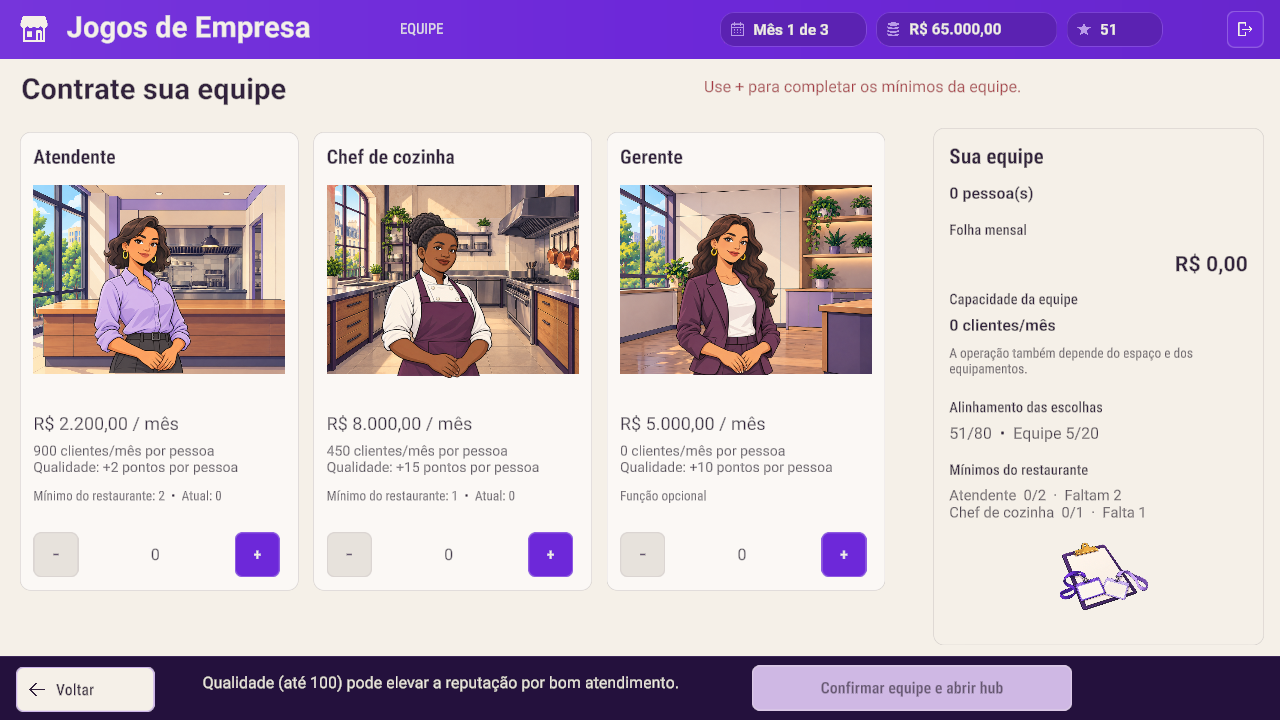 Jogos de Empresa
EQUIPE
Mês 1 de 3
R$ 65.000,00
51
Contrate sua equipe
Use + para completar os mínimos da equipe.
Atendente
R$ 2.200,00 / mês
900 clientes/mês por pessoa
Qualidade: +2 pontos por pessoa
Mínimo do restaurante: 2 • Atual: 0
-
0
+
Chef de cozinha
R$ 8.000,00 / mês
450 clientes/mês por pessoa
Qualidade: +15 pontos por pessoa
Mínimo do restaurante: 1 • Atual: 0
-
0
+
Gerente
R$ 5.000,00 / mês
0 clientes/mês por pessoa
Qualidade: +10 pontos por pessoa
Função opcional
-
0
+
Sua equipe
0 pessoa(s)
Folha mensal
R$ 0,00
Capacidade da equipe
0 clientes/mês
A operação também depende do espaço e dos
equipamentos.
Alinhamento das escolhas
51/80 • Equipe 5/20
Mínimos do restaurante
Atendente 0/2 · Faltam 2
Chef de cozinha 0/1 · Falta 1
Voltar
Qualidade (até 100) pode elevar a reputação por bom atendimento.
Confirmar equipe e abrir hub